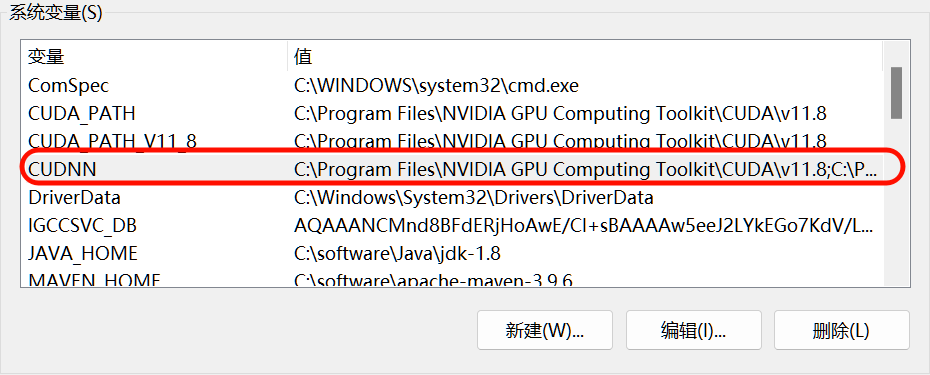 系统变量(S)
变量 值
ComSpec C:\WINDOWS\system32\cmd.exe
CUDA_PATH C:\Program Files\NVIDIA GPU Computing Toolkit\CUDA\v11.8
CUDA_PATH_V11_8 C:\Program Files\NVIDIA GPU Computing Toolkit\CUDA\v11.8
CUDNN C:\Program Files\NVIDIA GPU Computing Toolkit\CUDA\v11.8;C:\P...
DriverData C:\Windows\System32\Drivers\DriverData
IGCCSVC_DB AQAAANCMnd8BFdERjHoAwE/Cl+sBAAAAw5eeJ2LYkEGo7KdV/L...
JAVA_HOME C:\software\Java\jdk-1.8
MAVEN_HOME C:\software\apache-maven-3.9.6
新建(W)... 编辑(I)... 删除(L)